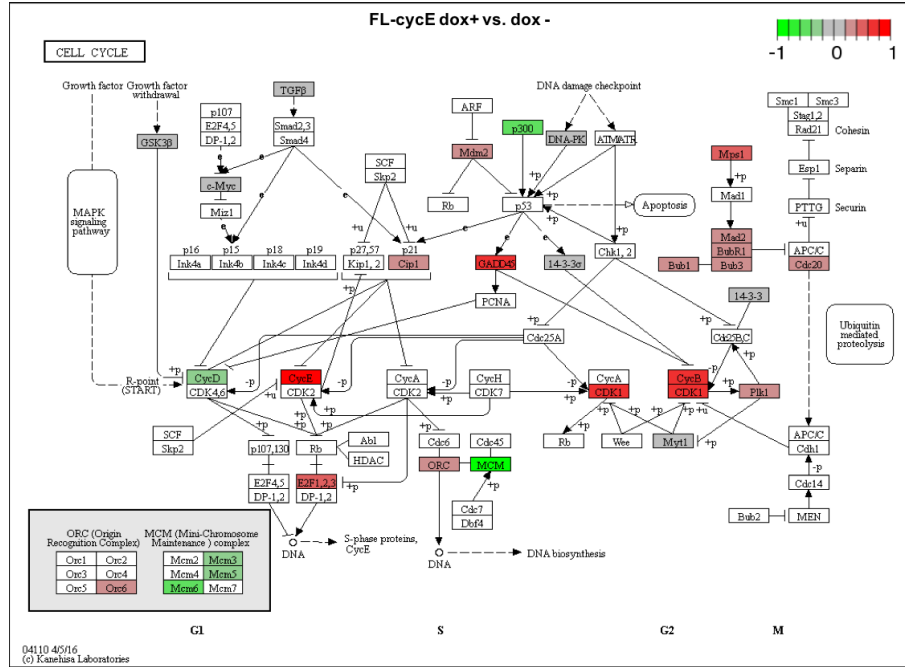 FL-cycE dox+ vs. dox -
-1 0 1
CELL CYCLE
Growth factor
Growth factor
withdrawal
TGFβ
DNA damage checkpoint
Smc1 Smc3
Stag1,2
Rad21
Cohesin
p107
E2F4,5
DP-1,2
Smad2,3
Smad4
ARF
p300
DNA-PK
ATM/ATR
GSK3β
Mdm2
Mps1
+p
Esp1
Separin
SCF
Skp2
c-Myc
e
e
+p
+p
Mad1
MAPK
signaling
pathway
Miz1
Rb
p53
Apoptosis
PTTG
Securin
e
e
e
+u
+p
+p
+u
e
e
Mad2
BubR1
Bub1
Bub3
APC/C
Cdc20
p16
Ink4a
p15
Ink4b
p18
Ink4c
p19
Ink4d
p27,57
Kip1, 2
p21
Cip1
GADD45
14-3-3σ
Chk1, 2
+p
PCNA
14-3-3
+p
+p
+p
Cdc25A
Cdc25B,C
Ubiquitin
mediated
proteolysis
R-point
(START)
+p
CycD
CDK4,6
-p
+u
CycE
CDK2
-p
CycA
CDK2
-p
+p
CycH
CDK7
-p
+p
CycA
CDK1
-p
+p
CycB
CDK1
-p
+p
+u
Plk1
+p
SCF
Skp2
+p
+p
+p
+p
+p
+p
p107,130
Rb
Abl
HDAC
Cdc6
Cdc45
Rb
Wee
Myt1
APC/C
Cdh1
ORC
MCM
-p
E2F4,5
DP-1,2
E2F1,2,3
DP-1,2
+p
+p
Cdc7
Dbf4
Cdc14
Bub2
MEN
DNA
S-phase proteins,
CycE
DNA
DNA biosynthesis
ORC (Origin
Recognition Complex)
MCM (Mini-Chromosome
Maintenance ) complex
Orc1 Orc2 Mcm2 Mcm3
Orc3 Orc4 Mcm4 Mcm5
Orc5 Orc6 Mcm6 Mcm7
G1 S G2 M
04110 4/5/16
(c) Kanehisa Laboratories